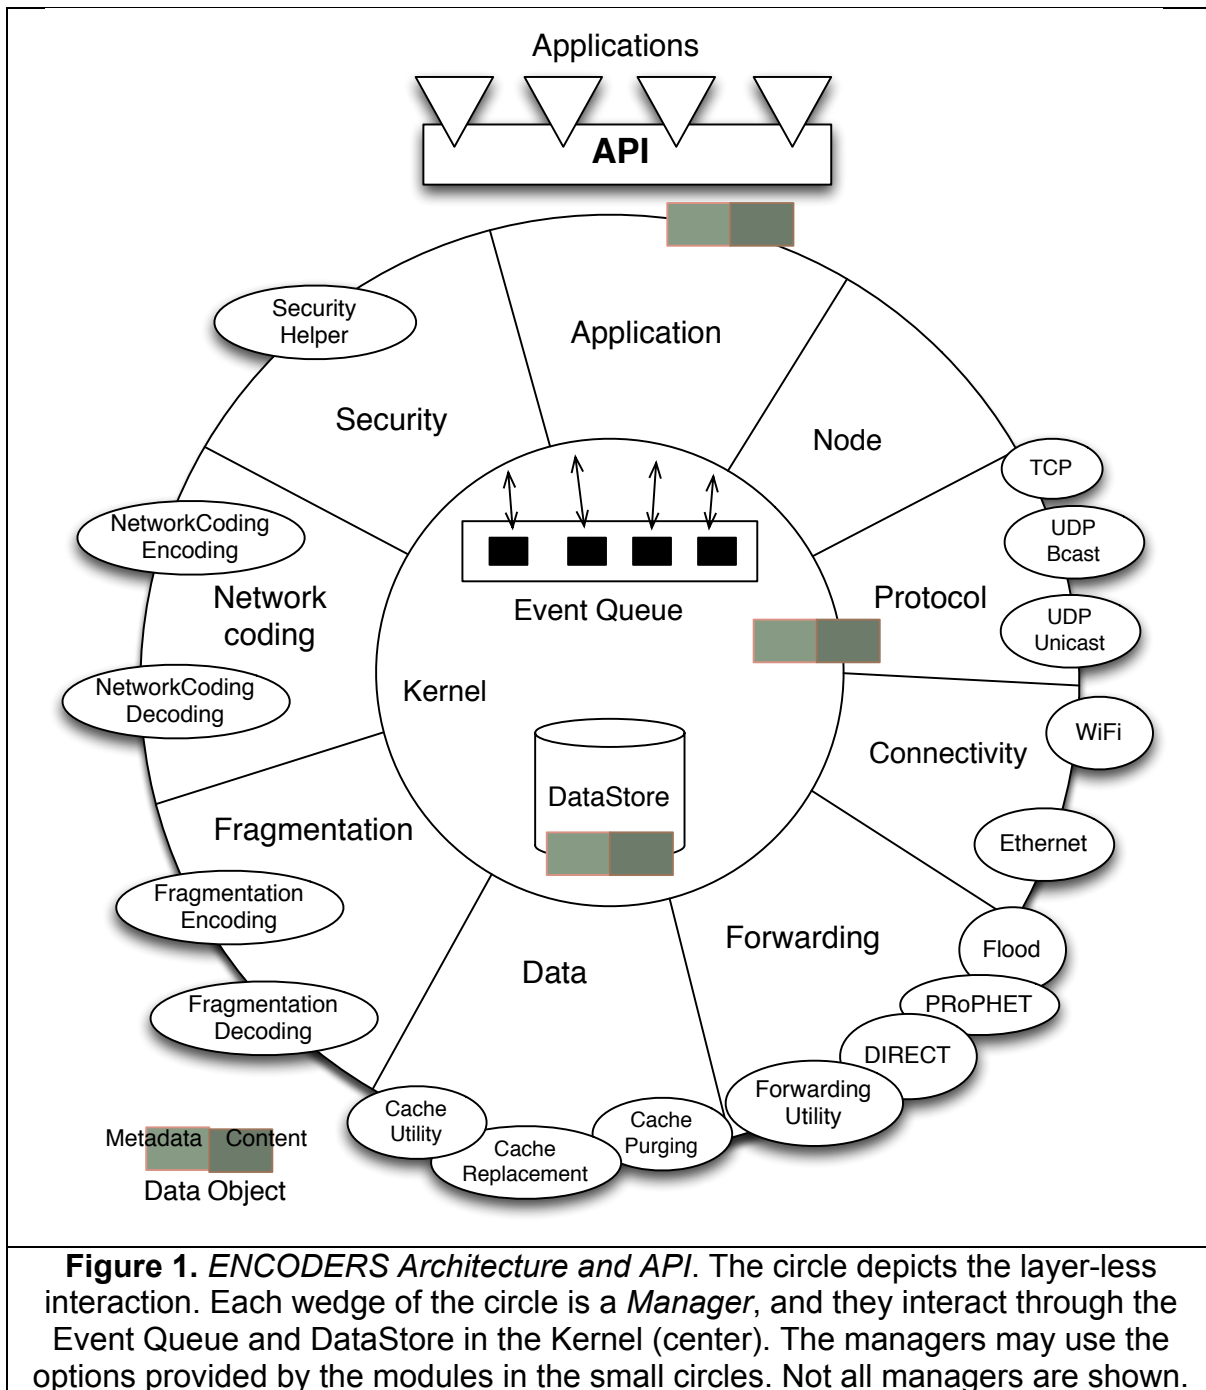 Applications
API
Application
Security
Helper
Security
Node
TCP
UDP
Bcast
Protocol
UDP
Unicast
NetworkCoding
Encoding
Network
coding
NetworkCoding
Decoding
Event Queue
Kernel
DataStore
WiFi
Connectivity
Ethernet
Fragmentation
Fragmentation
Encoding
Fragmentation
Decoding
Data
Forwarding
Flood
PRoPHET
DIRECT
Forwarding
Utility
Cache
Utility
Cache
Replacement
Cache
Purging
Metadata Content
Data Object
Figure 1. ENCODERS Architecture and API. The circle depicts the layer-less
interaction. Each wedge of the circle is a Manager, and they interact through the
Event Queue and DataStore in the Kernel (center). The managers may use the
options provided by the modules in the small circles. Not all managers are shown.